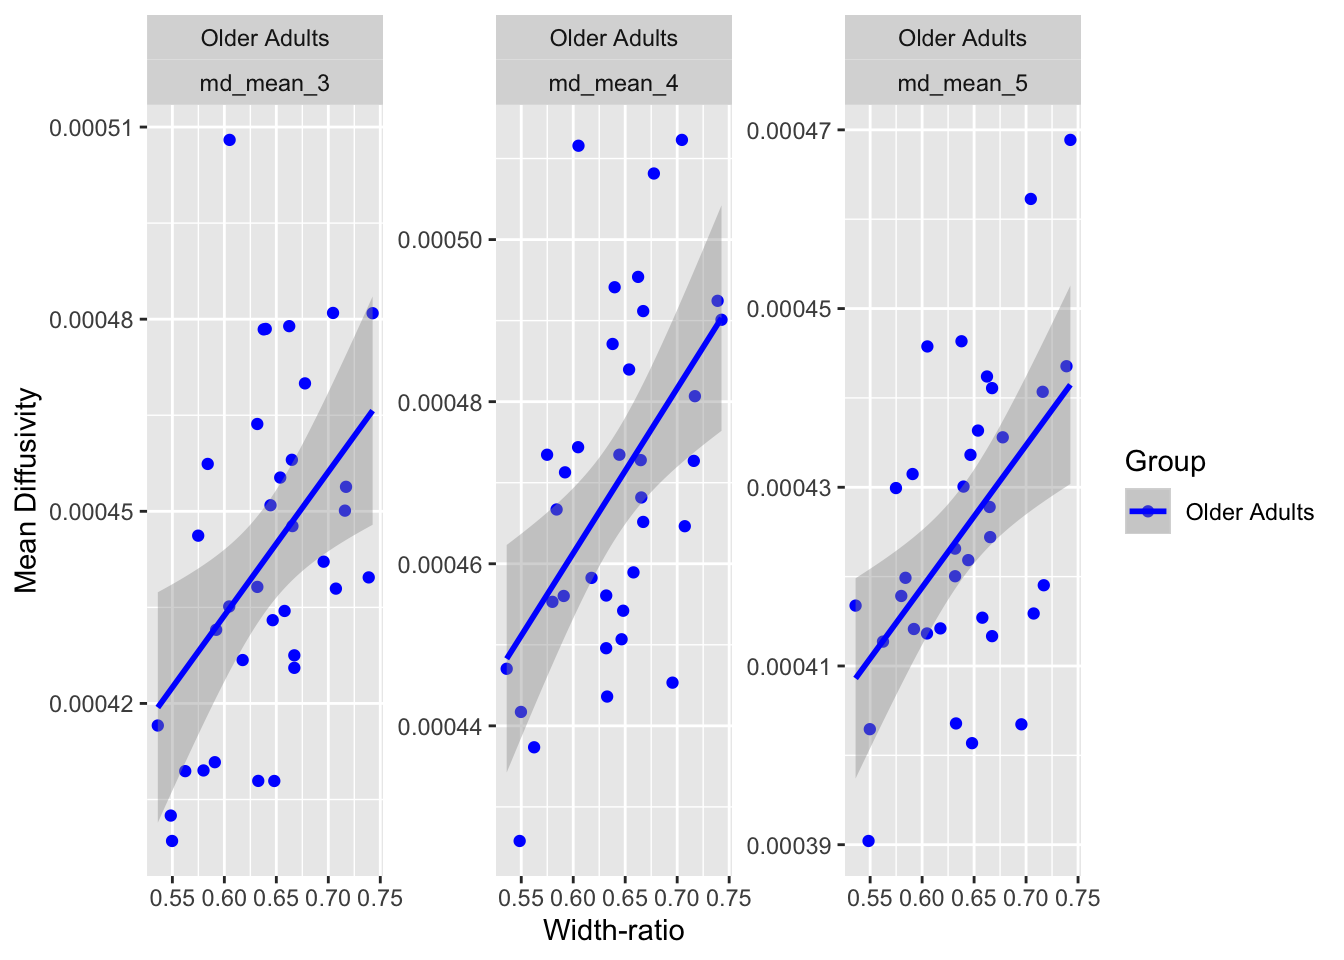 Older Adults
md_mean_3
Older Adults
md_mean_4
Older Adults
md_mean_5
Mean Diffusivity
0.00051
0.00048
0.00045
0.00042
0.00050
0.00048
0.00046
0.00044
0.00047
0.00045
0.00043
0.00041
0.00039
0.55 0.60 0.65 0.70 0.75
0.55 0.60 0.65 0.70 0.75
0.55 0.60 0.65 0.70 0.75
Width-ratio
Group
Older Adults